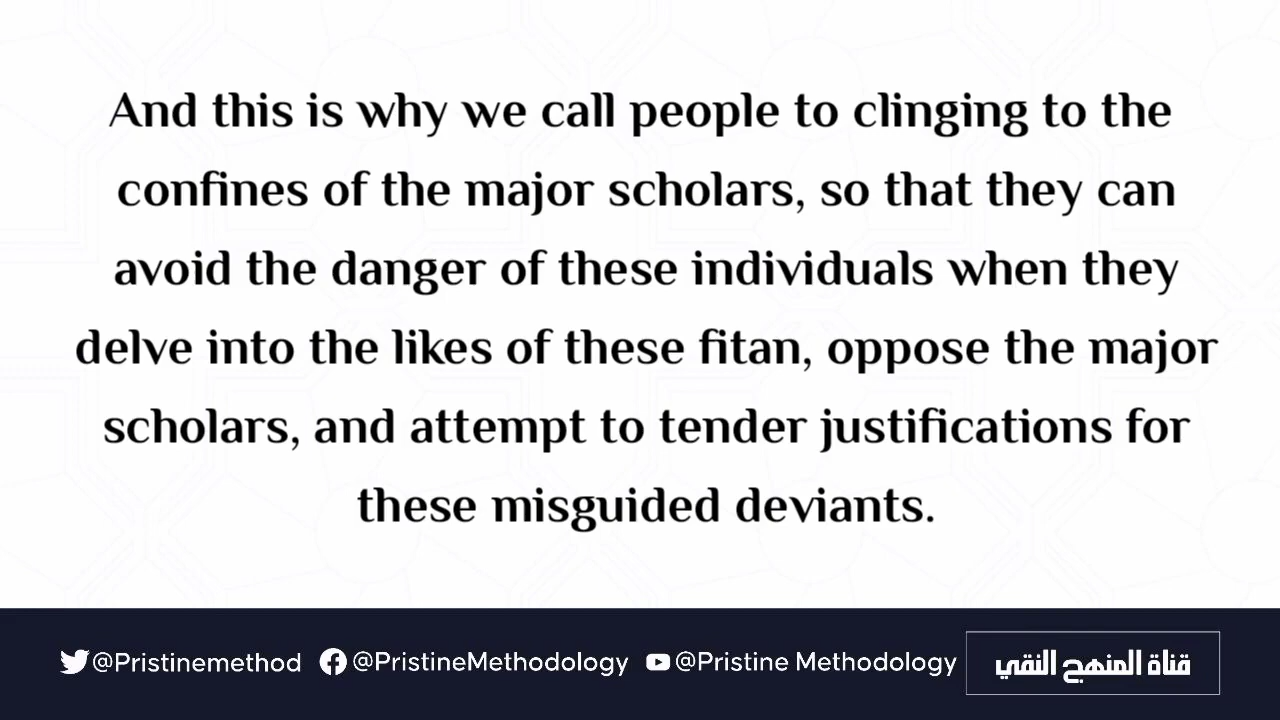 And this is why we call people to clinging to the
confines of the major scholars, so that they can
avoid the danger of these individuals when they
delve into the likes of these fitan, oppose the major
scholars, and attempt to tender justifications for
these misguided deviants.
@Pristinemethod @PristineMethodology @Pristine Methodology قناة المنهج النقي